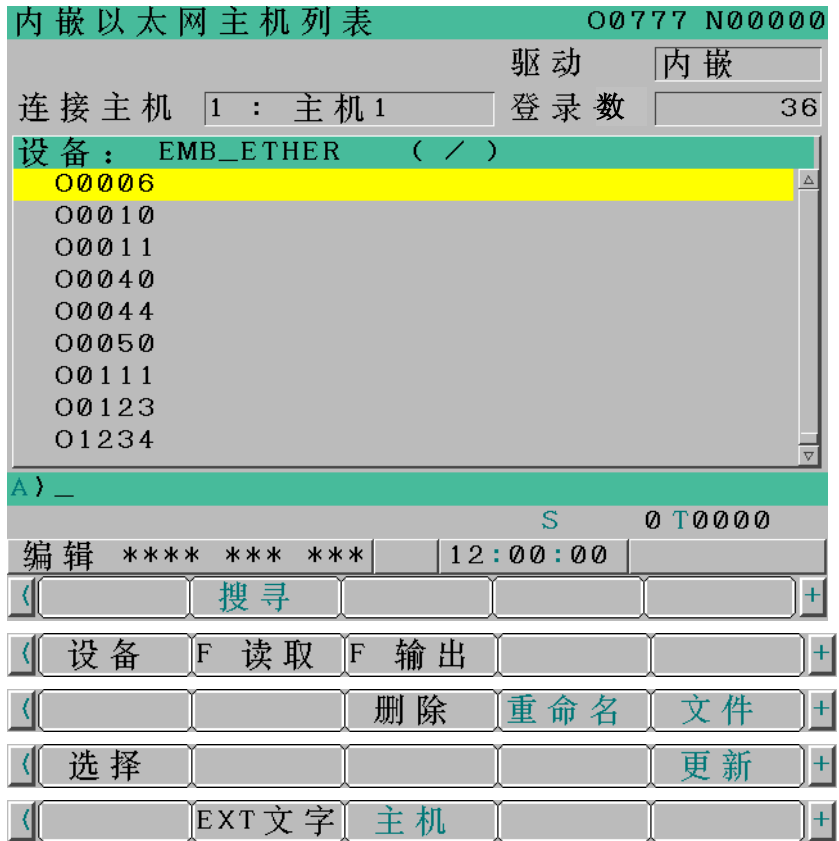 内嵌以太网主机列表 O0777 N00000
驱动 内嵌
连接主机 1 : 主机1 登录数 36
设备： EMB_ETHER ( / )
O0006
O0010
O0011
O0040
O0044
O0050
O0111
O0123
O1234
A)_
S 0 T0000
编辑 **** *** *** 12:00:00
搜寻 +
设备 F 读取 F 输出 +
删除 重命名 文件 +
选择 更新 +
EXT文字 主机 +